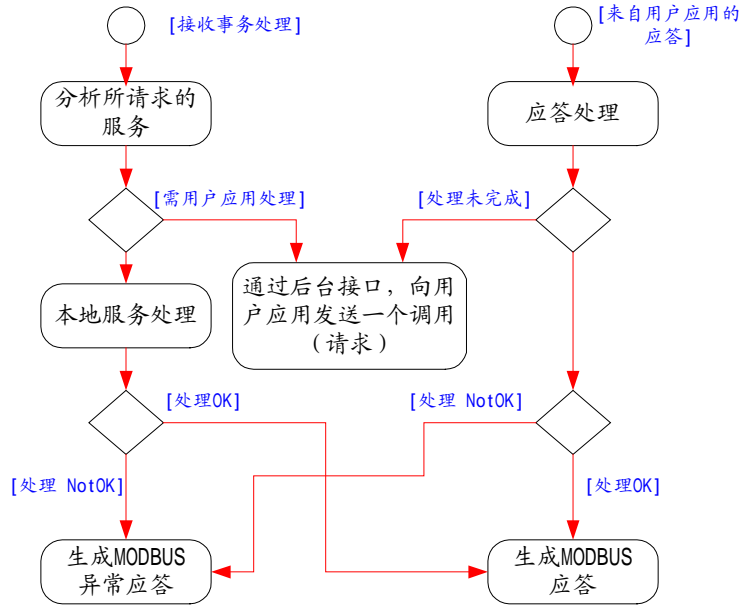 [接收事务处理]
[来自用户应用的
应答]
分析所请求的
服务
应答处理
[需用户应用处理]
[处理未完成]
本地服务处理
通过后台接口，向用
户应用发送一个调用
（请求）
[处理OK]
[处理 NotOK]
[处理 NotOK]
[处理OK]
生成MODBUS
异常应答
生成MODBUS
应答